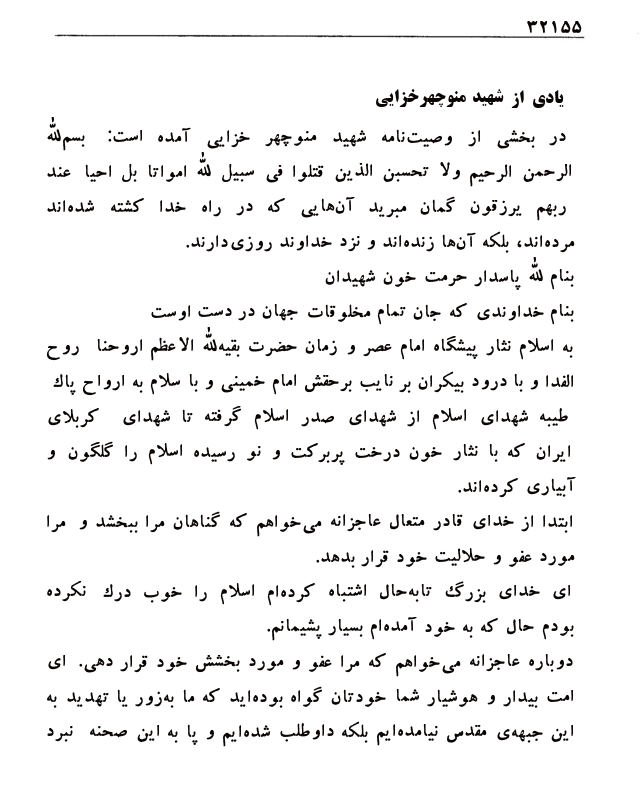 ۳۲۱۵۵
یادی از شهید منوچهرخزایی
در بخشی از وصیت‌نامه شهید منوچهر خزایی آمده است: بسم‌الله
الرحمن الرحیم ولا تحسبن الذین قتلوا فی سبیل الله امواتا بل احیا عند
ربهم یرزقون گمان مبرید آن‌هایی که در راه خدا کشته شده‌اند
مرده‌اند، بلکه آن‌ها زنده‌اند و نزد خداوند روزی‌دارند.
بنام الله پاسدار حرمت خون شهیدان
بنام خداوندی که جان تمام مخلوقات جهان در دست اوست
به اسلام نثار پیشگاه امام عصر و زمان حضرت بقیه‌الله الاعظم اروحنا روح
الفدا و با درود بیکران بر نایب برحقش امام خمینی و با سلام به ارواح پاك
طیبه شهدای اسلام از شهدای صدر اسلام گرفته تا شهدای کربلای
ایران که با نثار خون درخت پربرکت و نو رسیده اسلام را گلگون و
آبیاری کرده‌اند.
ابتدا از خدای قادر متعال عاجزانه می‌خواهم که گناهان مرا ببخشد و مرا
مورد عفو و حلالیت خود قرار بدهد.
ای خدای بزرگ تابه‌حال اشتباه کرده‌ام اسلام را خوب درك نکرده
بودم حال که به خود آمده‌ام بسیار پشیمانم.
دوباره عاجزانه می‌خواهم که مرا عفو و مورد بخشش خود قرار دهی. ای
امت بیدار و هوشیار شما خودتان گواه بوده‌اید که ما به‌زور یا تهدید به
این جبهه‌ی مقدس نیامده‌ایم بلکه داوطلب شده‌ایم و پا به این صحنه نبرد